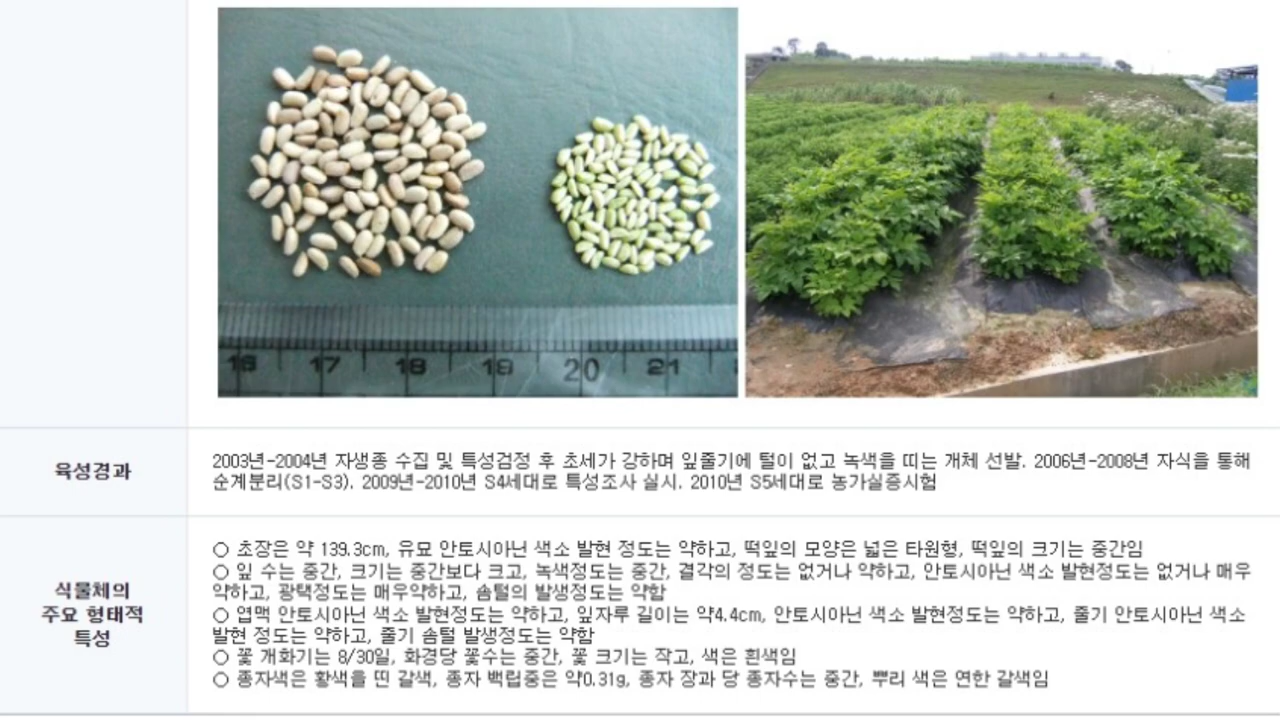 16 17 18 19 20 21
육성경과
2003년-2004년 자생종 수집 및 특성검정 후 초세가 강하며 잎줄기에 털이 없고 녹색을 띠는 개체 선발. 2006년-2008년 자식을 통해
순계분리(S1-S3). 2009년-2010년 S4세대로 특성조사 실시. 2010년 S5세대로 농가실증시험
식물체의
주요 형태적
특성
○ 초장은 약 139.3cm, 유묘 안토시아닌 색소 발현 정도는 약하고, 떡잎의 모양은 넓은 타원형, 떡잎의 크기는 중간임
○ 잎 수는 중간, 크기는 중간보다 크고, 녹색정도는 중간, 결각의 정도는 없거나 약하고, 안토시아닌 색소 발현정도는 없거나 매우
약하고, 광택정도는 매우약하고, 솜털의 발생정도는 약함
○ 엽맥 안토시아닌 색소 발현정도는 약하고, 잎자루 길이는 약4.4cm, 안토시아닌 색소 발현정도는 약하고, 줄기 안토시아닌 색소
발현 정도는 약하고, 줄기 솜털 발생정도는 약함
○ 꽃 개화기는 8/30일, 화경당 꽃수는 중간, 꽃 크기는 작고, 색은 흰색임
○ 종자색은 황색을 띤 갈색, 종자 백립중은 약0.31g, 종자 장과 당 종자수는 중간, 뿌리 색은 연한 갈색임